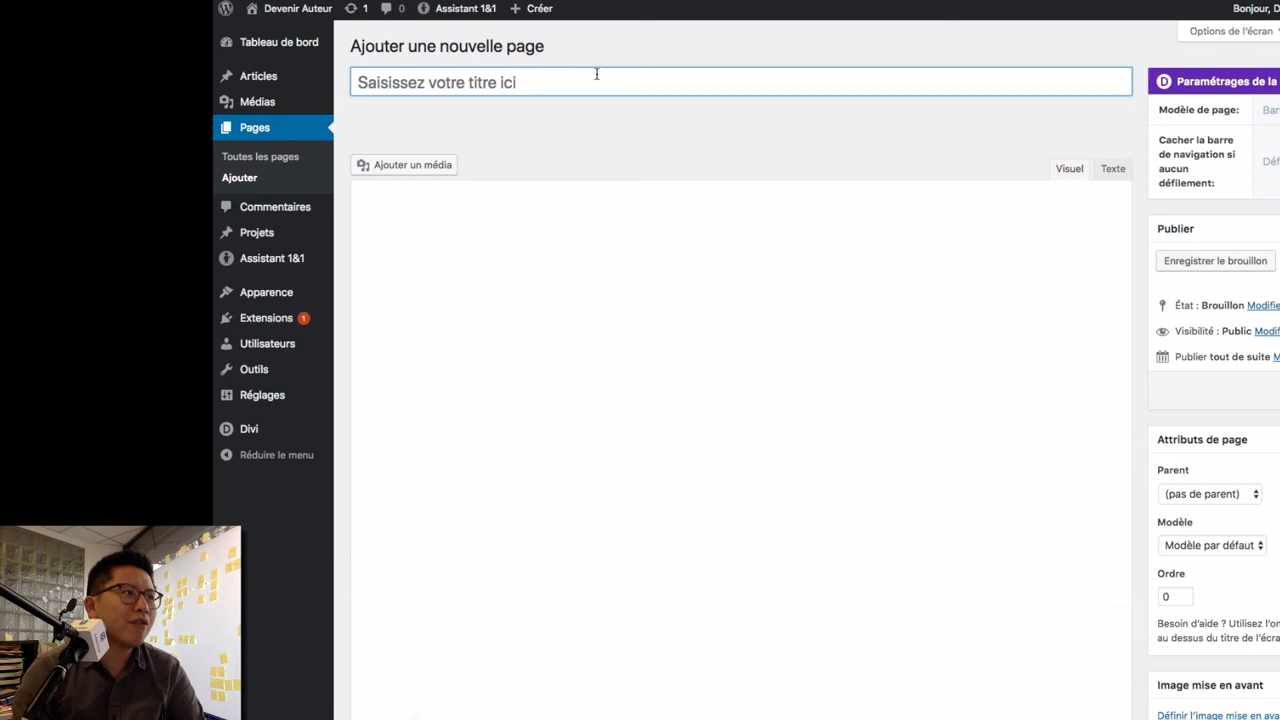 Devenir Auteur 1 0 Assistant 1&1 + Créer Bonjour, D
Tableau de bord
Articles
Médias
Pages
Toutes les pages
Ajouter
Commentaires
Projets
Assistant 1&1
Apparence
Extensions 1
Utilisateurs
Outils
Réglages
Divi
Réduire le menu
Options de l'écran
Ajouter une nouvelle page
Saisissez votre titre ici
Ajouter un média
Visuel Texte
D Paramétrages de la
Modèle de page: Bar
Cacher la barre
de navigation si
aucun
défilement:
Déf
Publier
Enregistrer le brouillon
État : Brouillon Modifie
Visibilité : Public Modif
Publier tout de suite M
Attributs de page
Parent
(pas de parent)
Modèle
Modèle par défaut
Ordre
0
Besoin d'aide ? Utilisez l'on
au dessus du titre de l'écra
Image mise en avant
Définir l'image mise en ava